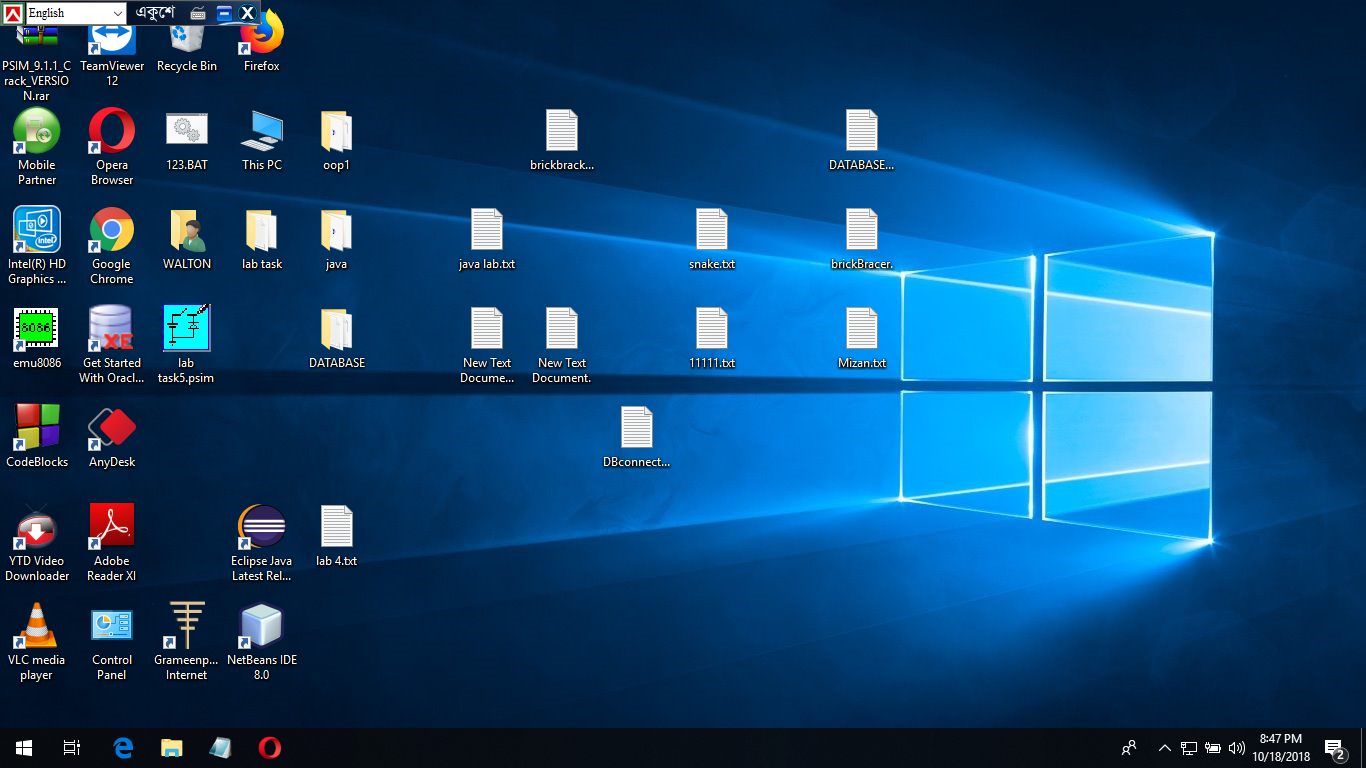 English
একুশে
PSIM_9.1.1_C
rack_VERSIO
N.rar
TeamViewer
12
Recycle Bin
Firefox
Mobile
Partner
Opera
Browser
123.BAT
This PC
oop1
brickbrack...
DATABASE...
Intel(R) HD
Graphics ...
Google
Chrome
WALTON
lab task
java
java lab.txt
snake.txt
brickBracer.
emu8086
Get Started
With Oracl...
lab
task5.psim
DATABASE
New Text
Docume...
New Text
Document.
11111.txt
Mizan.txt
CodeBlocks
AnyDesk
DBconnect...
YTD Video
Downloader
Adobe
Reader XI
Eclipse Java
Latest Rel...
lab 4.txt
VLC media
player
Control
Panel
Grameenp...
Internet
NetBeans IDE
8.0
8086
XE
intel
8:47 PM
10/18/2018
2